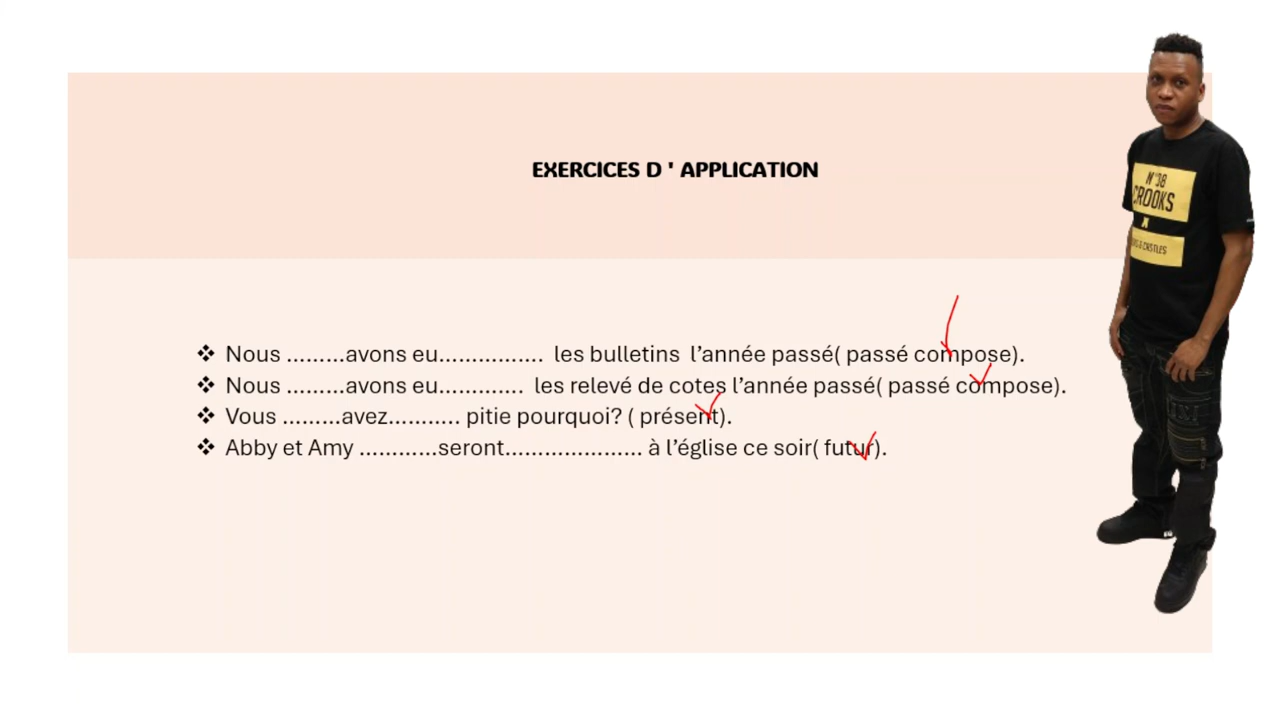 EXERCICES D ' APPLICATION
N°08
CROOKS
& CASTLES
❖ Nous .........avons eu................ les bulletins l’année passé( passé compose).
❖ Nous .........avons eu............. les relevé de cotes l’année passé( passé compose).
❖ Vous .........avez........... pitie pourquoi? ( présent).
❖ Abby et Amy ............seront..................... à l’église ce soir( futur).